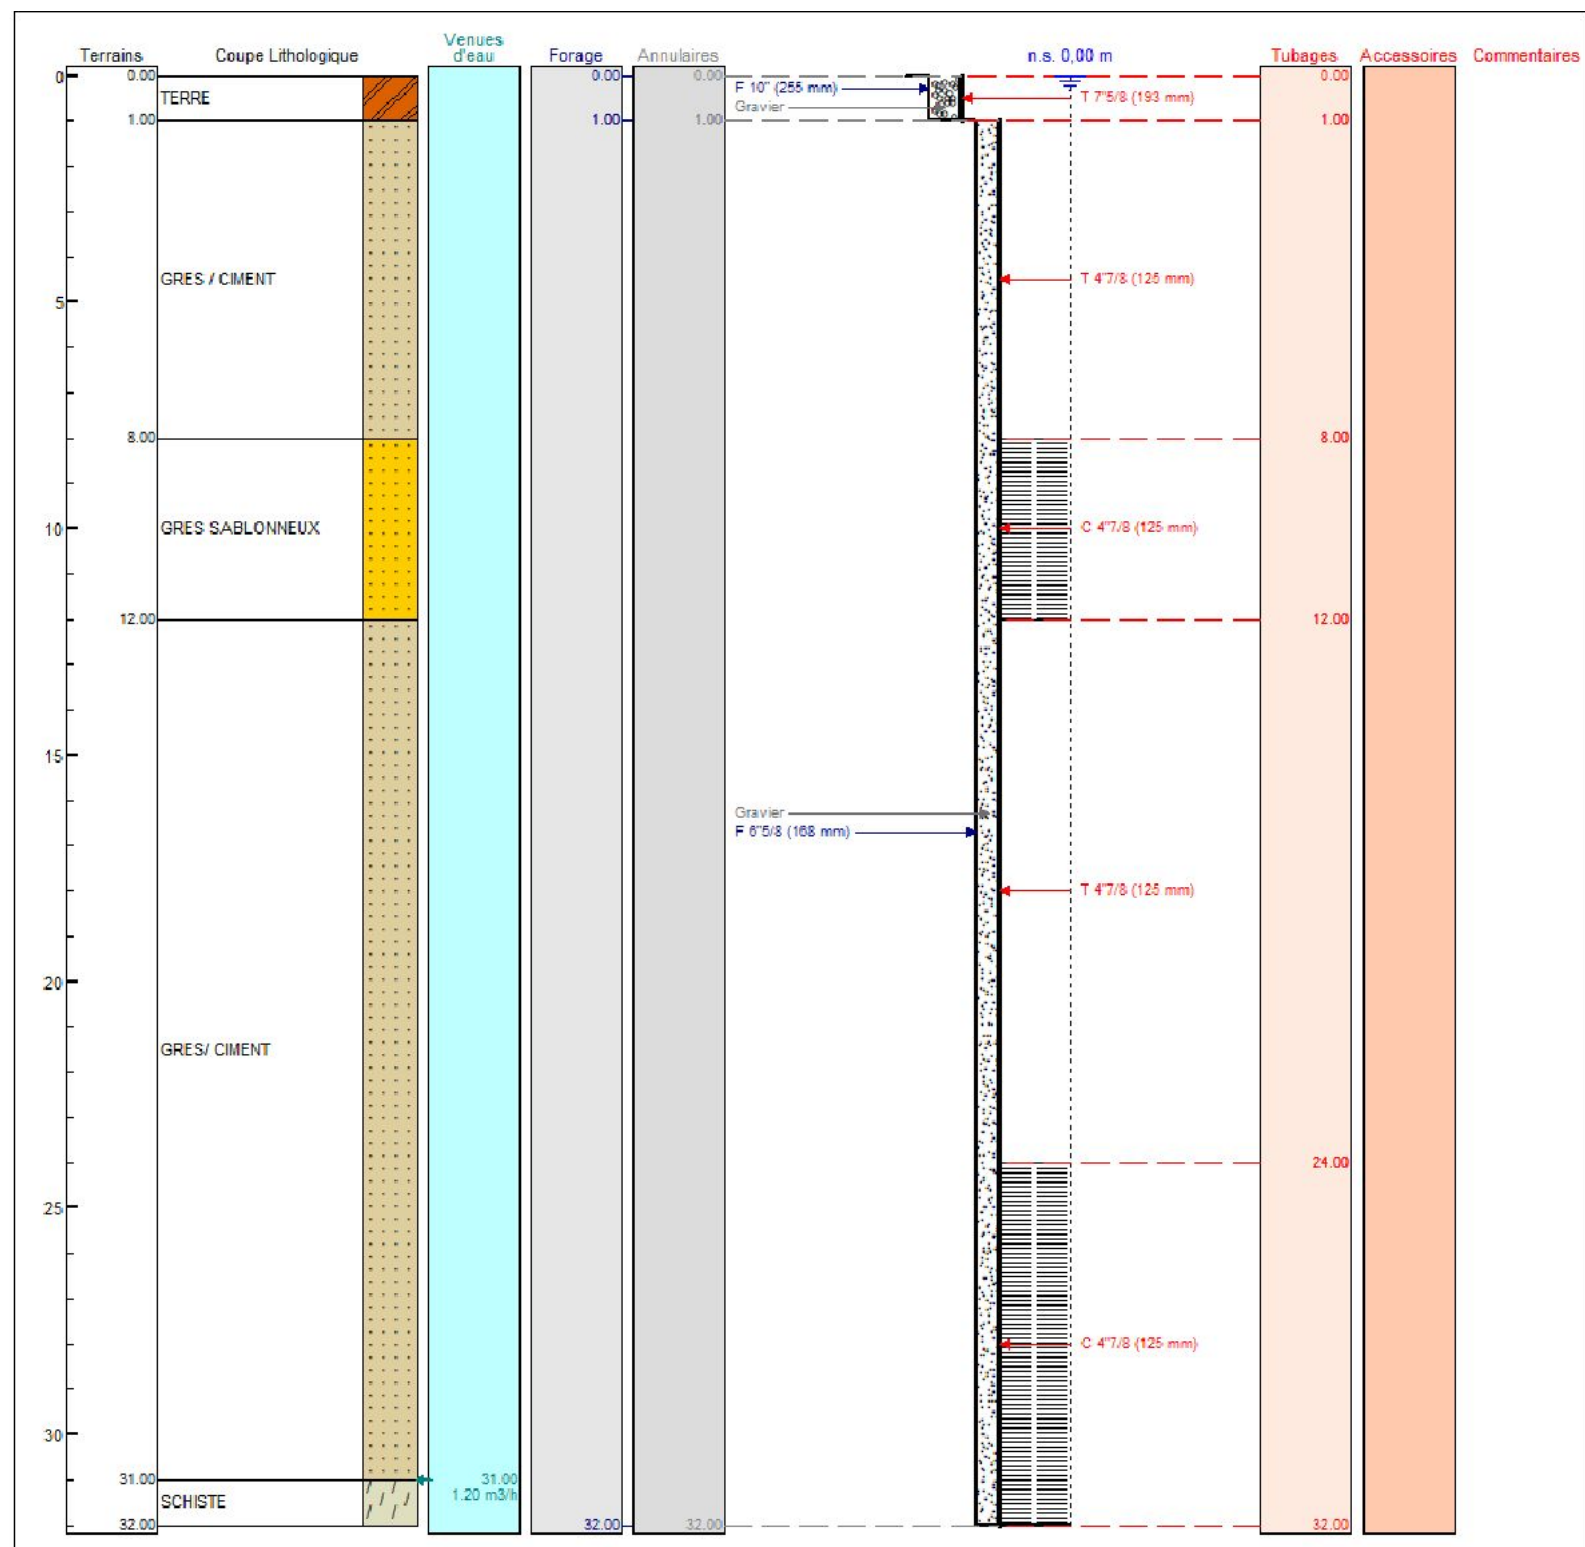 Terrains Coupe Lithologique Venues d'eau Forage Annulaires n.s. 0,00 m Tubages Accessoires Commentaires
0 0.00 0.00 0.00 0.00
F 10" (255 mm)
TERRE T 7"5/8 (193 mm)
Gravier
1.00 1.00 1.00 1.00
GRES / CIMENT T 4"7/8 (125 mm)
5
8.00 8.00
10 GRES SABLONNEUX C 4"7/8 (125 mm)
12.00 12.00
15
Gravier
F 6"5/8 (168 mm)
T 4"7/8 (125 mm)
20
GRES/ CIMENT
24.00
25
C 4"7/8 (125 mm)
30
31.00 31.00
1.20 m3/h
SCHISTE
32.00 32.00 32.00 32.00